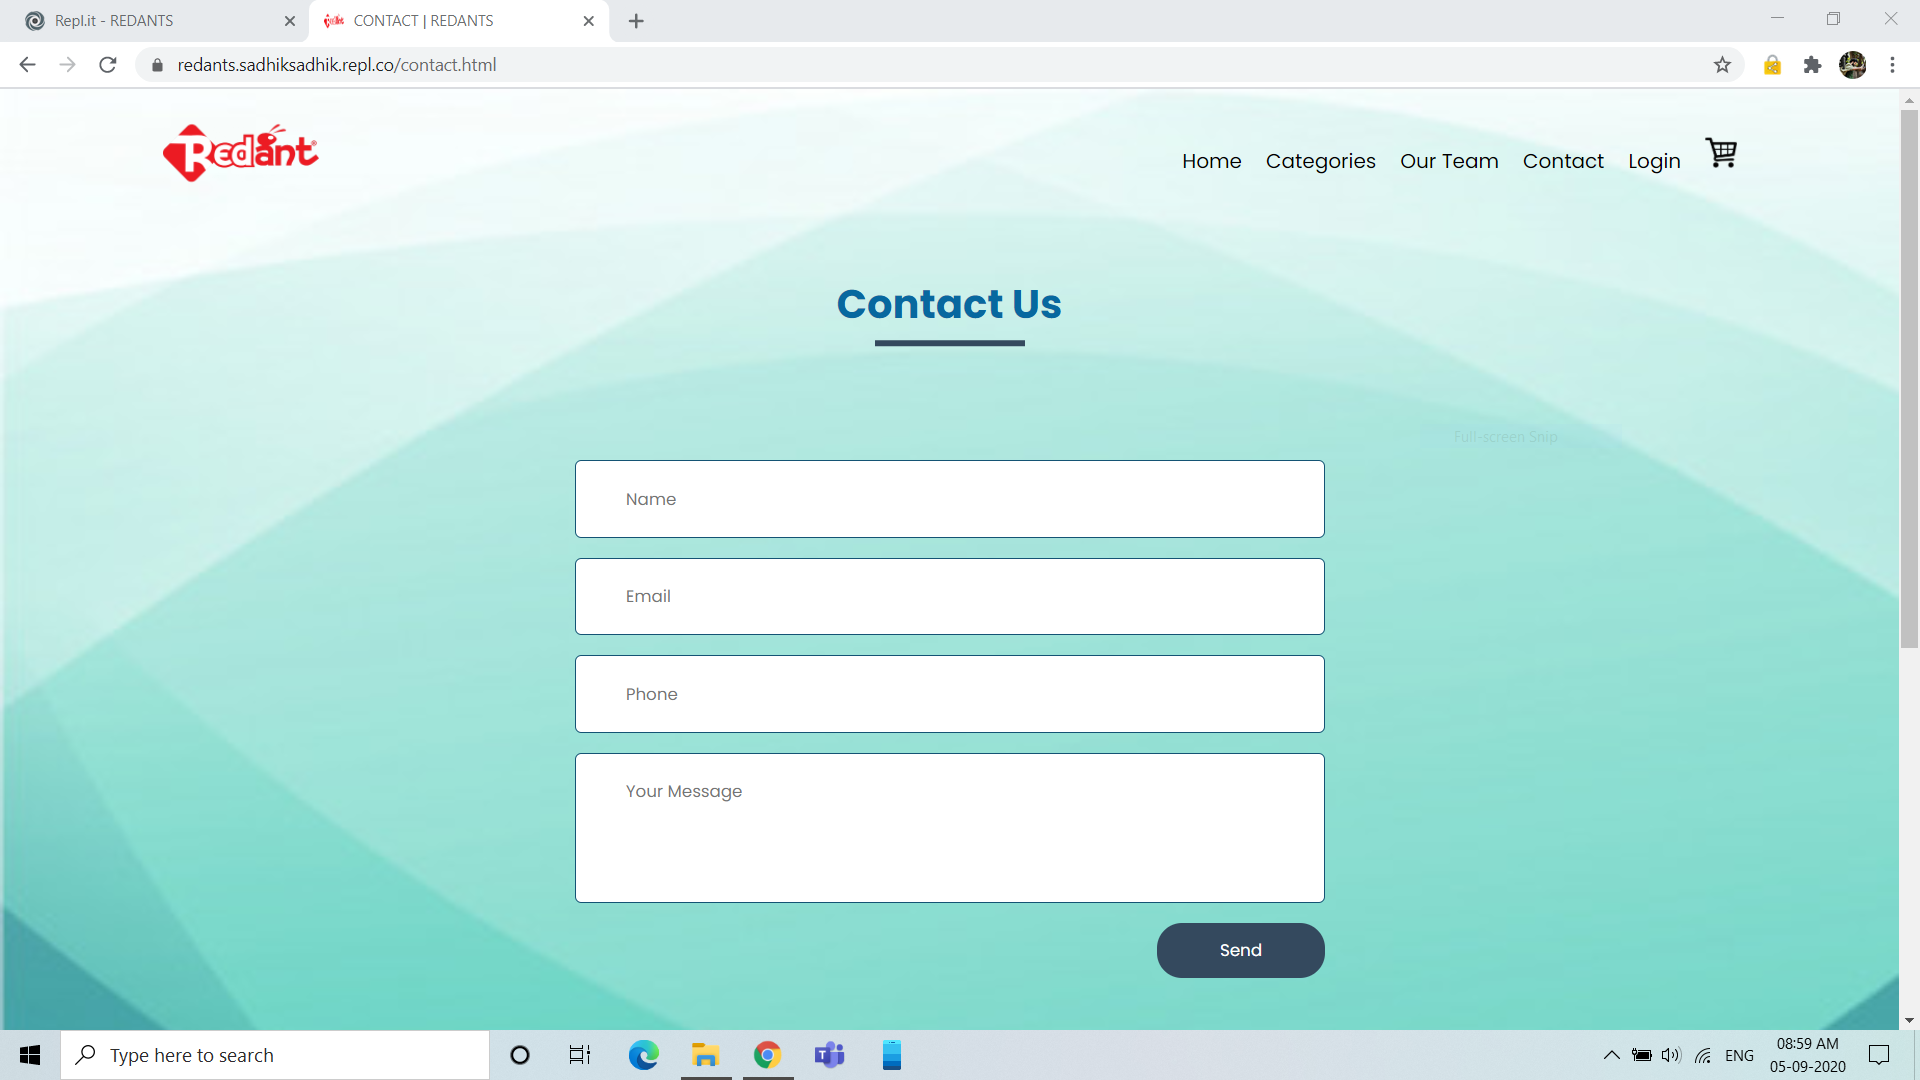 Repl.it - REDANTS
CONTACT | REDANTS
redants.sadhiksadhik.repl.co/contact.html
Redant
Home Categories Our Team Contact Login
Contact Us
Full-screen Snip
Name
Email
Phone
Your Message
Send
Type here to search
ENG
08:59 AM
05-09-2020